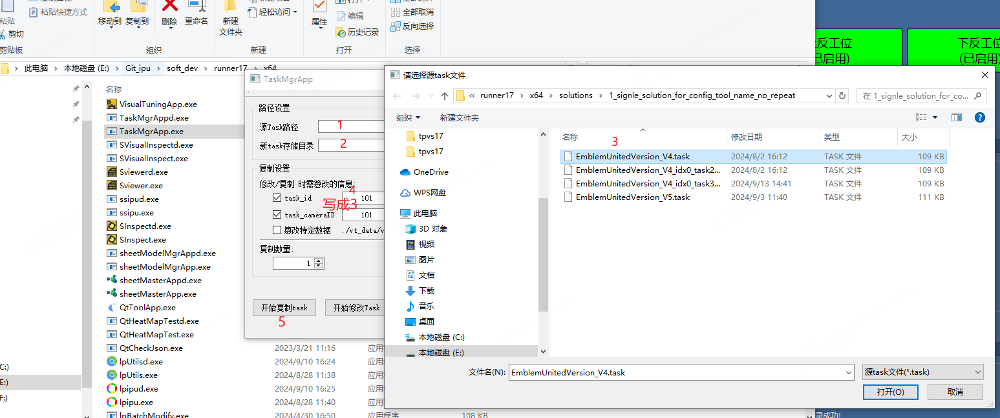 粘贴快捷方式
剪切
剪贴板
移动到
复制到
删除
重命名
组织
新建
文件夹
轻松访问
新建
属性
编辑
历史记录
打开
全部取消
反向选择
选择
此电脑 › 本地磁盘 (E:) › Git_ipu › soft_dev › runner17 › x64
名称
VisualTuningApp.exe
TaskMgrAppd.exe
TaskMgrApp.exe
SVisualInspectd.exe
SVisualInspect.exe
Sviewerd.exe
Sviewer.exe
ssipud.exe
ssipu.exe
SInspectd.exe
SInspect.exe
sheetModelMgrAppd.exe
sheetModelMgrApp.exe
sheetMasterAppd.exe
sheetMasterApp.exe
QtToolApp.exe
QtHeatMapTestd.exe
QtHeatMapTest.exe
QtCheckJson.exe 2023/3/21 11:16
lpUtilsd.exe 2024/9/10 16:24
lpUtils.exe 2024/8/28 11:38
lpipud.exe 2024/9/10 16:25
lpipu.exe 2024/8/28 11:40
lpBatchModify.exe 2024/4/30 16:50 应用程序 108 KB
C:)
E:)
F:)
TaskMgrApp
路径设置
源Task路径 1
新task存储目录 2
复制设置
修改/复制 时需篡改的信息:
4
task_id 101
写成3
task_cameraID 101
篡改特定数据 ./vt_data/v
复制数量:
1
开始复制task
开始修改Task
5
请选择源task文件
« runner17 › x64 › solutions › 1_signle_solution_for_config_tool_name_no_repeat
在 1_signle_solution_for_co...
组织
新建文件夹
tpvs17
tpvs17
OneDrive
WPS网盘
此电脑
3D 对象
视频
图片
文档
下载
音乐
桌面
本地磁盘 (C:)
本地磁盘 (E:)
名称 修改日期 类型 大小
3
EmblemUnitedVersion_V4.task 2024/8/2 16:12 TASK 文件 109 KB
EmblemUnitedVersion_V4_idx0_task2... 2024/8/2 16:12 TASK 文件 109 KB
EmblemUnitedVersion_V4_idx0_task3... 2024/9/13 14:41 TASK 文件 109 KB
EmblemUnitedVersion_V5.task 2024/9/3 11:40 TASK 文件 111 KB
文件名(N): EmblemUnitedVersion_V4.task
源task文件(*.task)
打开(O)
取消
反工位
已启用)
下反工位
(已启用)
录成功!